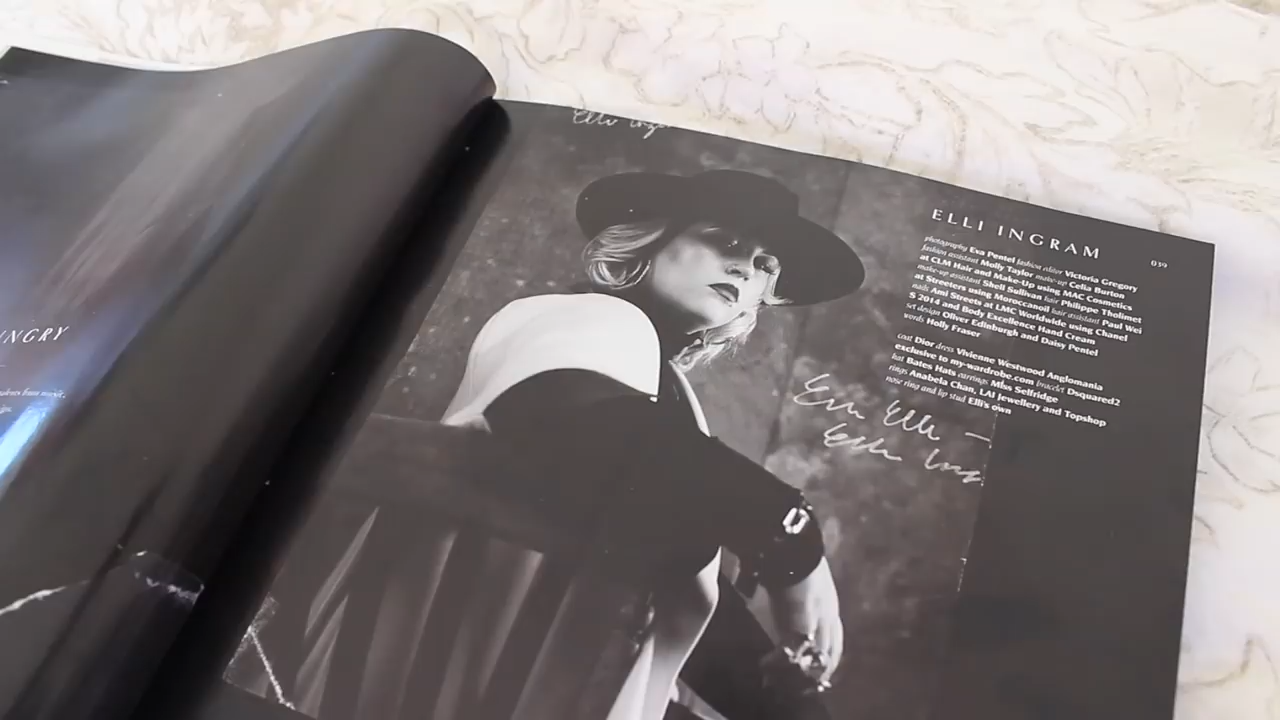 Elli Ingr
ELLI INGRAM
039
photography Eva Pentel fashion editor Victoria Gregory
fashion assistant Molly Taylor make-up Celia Burton
at CLM Hair and Make-Up using MAC Cosmetics
make-up assistant Shell Sullivan hair Philippe Tholimet
at Streeters using Moroccanoil hair assistant Paul Wei
nails Ami Streets at LMC Worldwide using Chanel
S 2014 and Body Excellence Hand Cream
set design Oliver Edinburgh and Daisy Pentel
words Holly Fraser
coat Dior dress Vivienne Westwood Anglomania
exclusive to my-wardrobe.com bracelet Dsquared2
hat Bates Hats earrings Miss Selfridge
rings Anabela Chan, LAI Jewellery and Topshop
nose ring and lip stud Elli's own
Elli —
NGRY